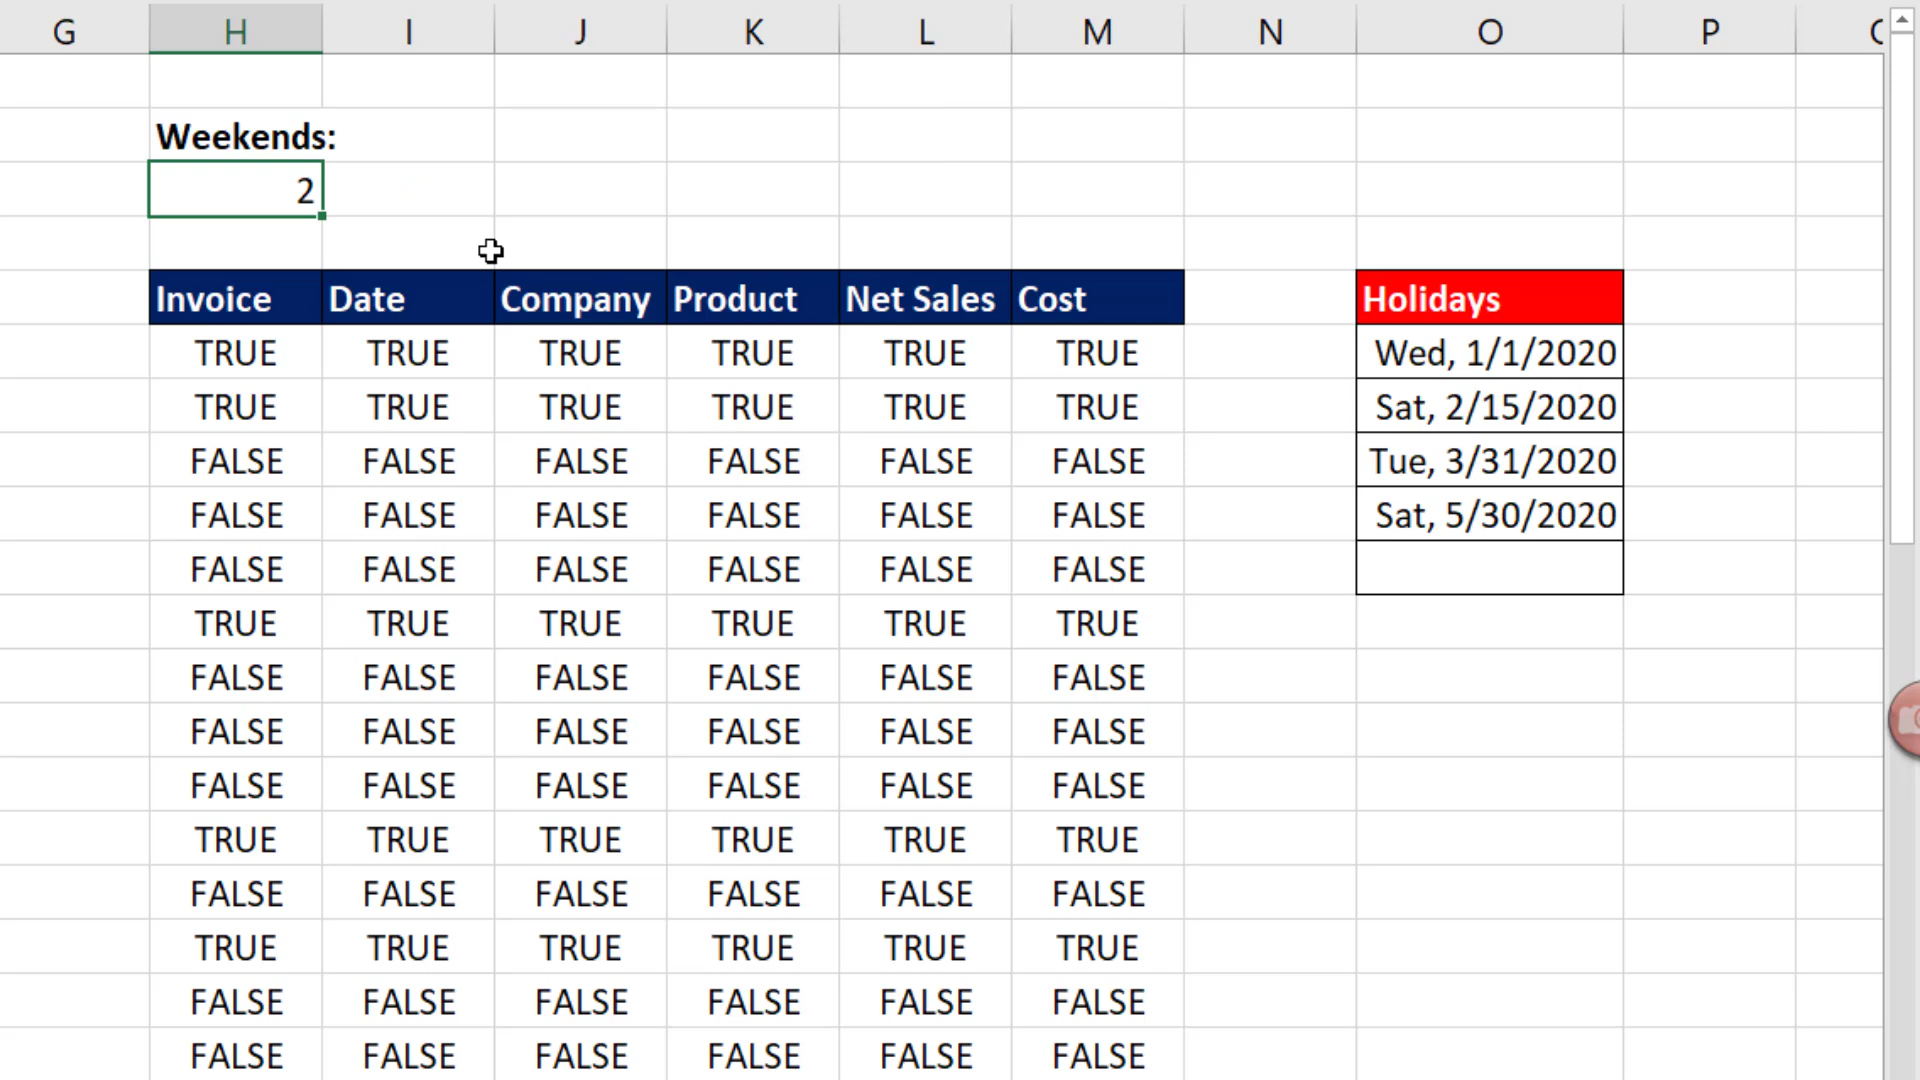 G H I J K L M N O P
Weekends:
2
Invoice Date Company Product Net Sales Cost Holidays
TRUE TRUE TRUE TRUE TRUE TRUE Wed, 1/1/2020
TRUE TRUE TRUE TRUE TRUE TRUE Sat, 2/15/2020
FALSE FALSE FALSE FALSE FALSE FALSE Tue, 3/31/2020
FALSE FALSE FALSE FALSE FALSE FALSE Sat, 5/30/2020
FALSE FALSE FALSE FALSE FALSE FALSE
TRUE TRUE TRUE TRUE TRUE TRUE
FALSE FALSE FALSE FALSE FALSE FALSE
FALSE FALSE FALSE FALSE FALSE FALSE
FALSE FALSE FALSE FALSE FALSE FALSE
TRUE TRUE TRUE TRUE TRUE TRUE
FALSE FALSE FALSE FALSE FALSE FALSE
TRUE TRUE TRUE TRUE TRUE TRUE
FALSE FALSE FALSE FALSE FALSE FALSE
FALSE FALSE FALSE FALSE FALSE FALSE